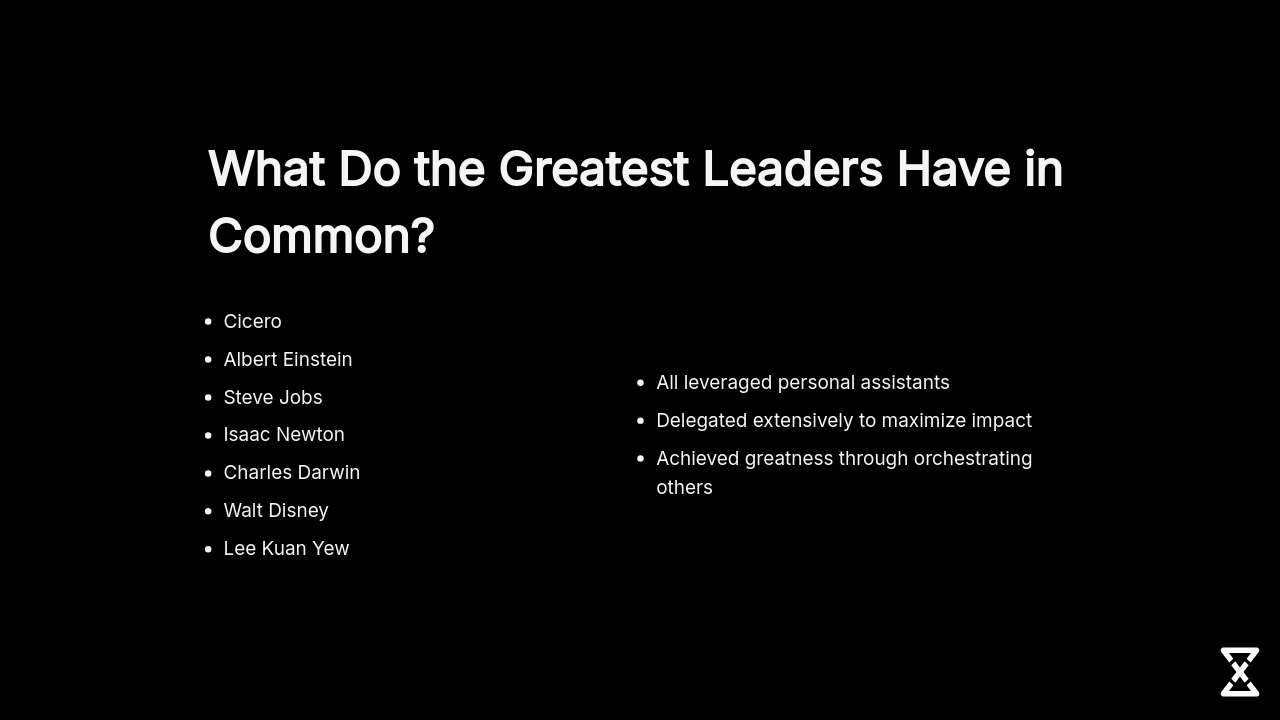 What Do the Greatest Leaders Have in
Common?
Cicero
Albert Einstein
Steve Jobs
Isaac Newton
Charles Darwin
Walt Disney
Lee Kuan Yew
All leveraged personal assistants
Delegated extensively to maximize impact
Achieved greatness through orchestrating
others